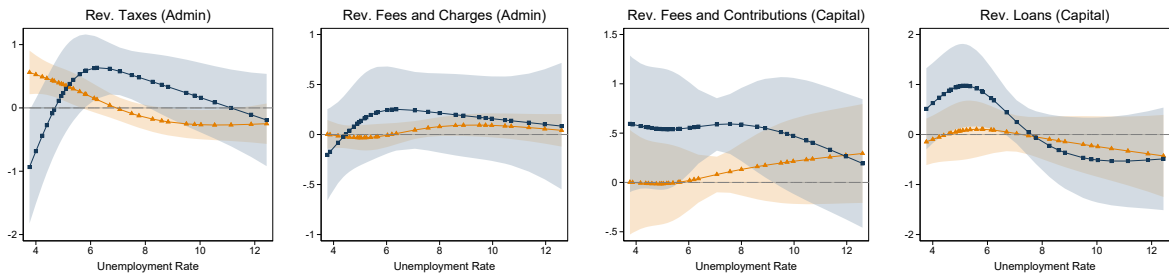 Rev. Taxes (Admin)
Rev. Fees and Charges (Admin)
Rev. Fees and Contributions (Capital)
Rev. Loans (Capital)
1
0
-1
-2
4 6 8 10 12
Unemployment Rate
1
.5
0
-.5
-1
4 6 8 10 12
Unemployment Rate
1.5
1
.5
0
-.5
4 6 8 10 12
Unemployment Rate
2
1
0
-1
-2
4 6 8 10 12
Unemployment Rate